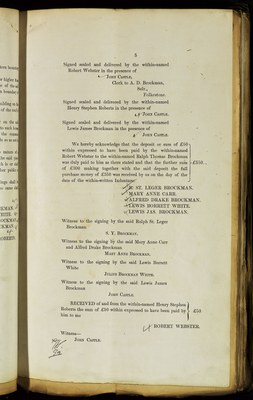 3
Signed sealed and delivered by the within-named
Robert Webster in the presence of
JOHN CASTLE,
Clerk to A. D. Brockman,
Solr.,
Folkestone.
Signed sealed and delivered by the within-named
Henry Stephen Roberts in the presence of
JOHN CASTLE.
Signed sealed and delivered by the within-named
Lewis James Brockman in the presence of
JOHN CASTLE.
We hereby acknowledge that the deposit or sum of £50
within expressed to have been paid by the within-named
Robert Webster to the within-named Ralph Thomas Brockman
was duly paid to him as there stated and that the further sum
of £300 making together with the said deposit the full
purchase money of £350 was received by us on the day of the
date of the within-written Indenture.
£350.
R. ST. LEGER BROCKMAN.
MARY ANNE CARR.
ALFRED DRAKE BROCKMAN.
LEWIS BORRETT WHITE.
LEWIS JAS. BROCKMAN.
Witness to the signing by the said Ralph St. Leger
Brockman
S. Y. BROCKMAN.
Witness to the signing by the said Mary Anne Carr
and Alfred Drake Brockman
MARY ANNE BROCKMAN.
Witness to the signing by the said Lewis Borrett
White
JULIUS BROCKMAN
Witness to the signing by the said Lewis James
Brockman
JOHN CASTLE.
RECEIVED of and from the within-named Henry Stephen
Roberts the sum of £50 within expressed to have been paid by
him to me
£50
ROBERT WEBSTER.
Witness—
JOHN CASTLE.